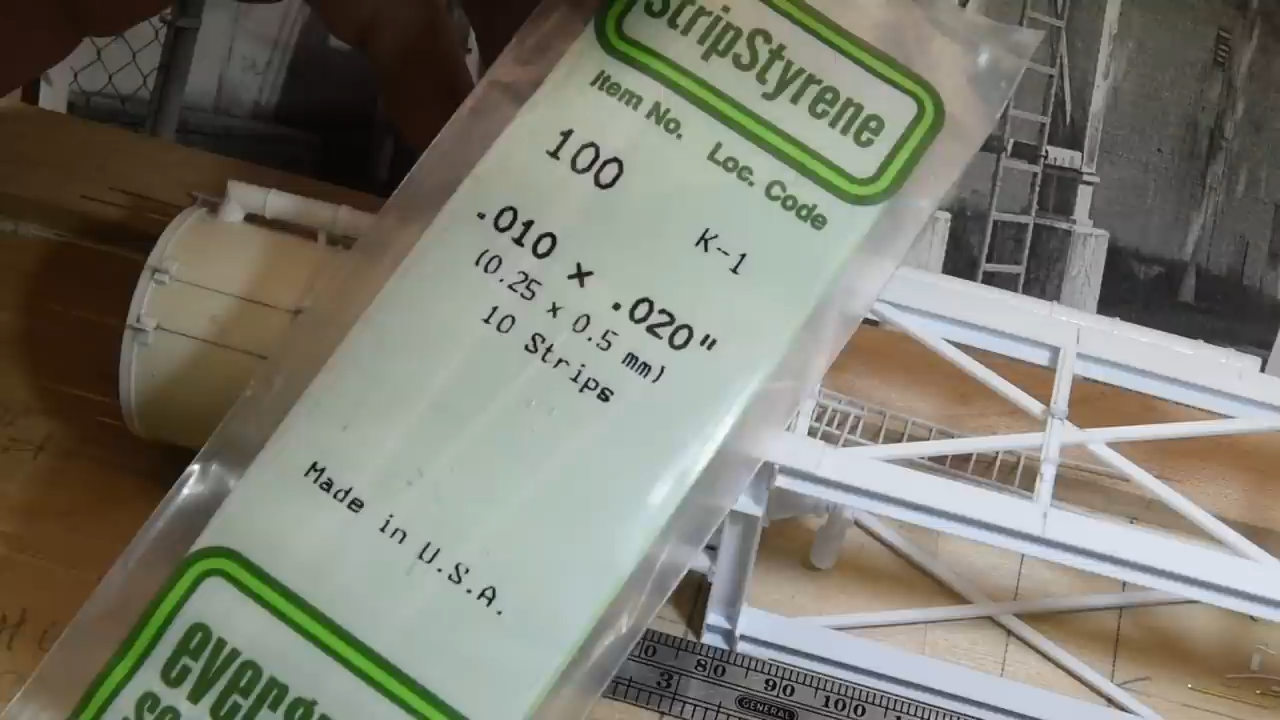 StripStyrene
Item No. Loc. Code
100
K-1
.010 x .020"
(0.25 x 0.5 mm)
10 Strips
Made in U.S.A.
0 80 90 100
3
GENERAL